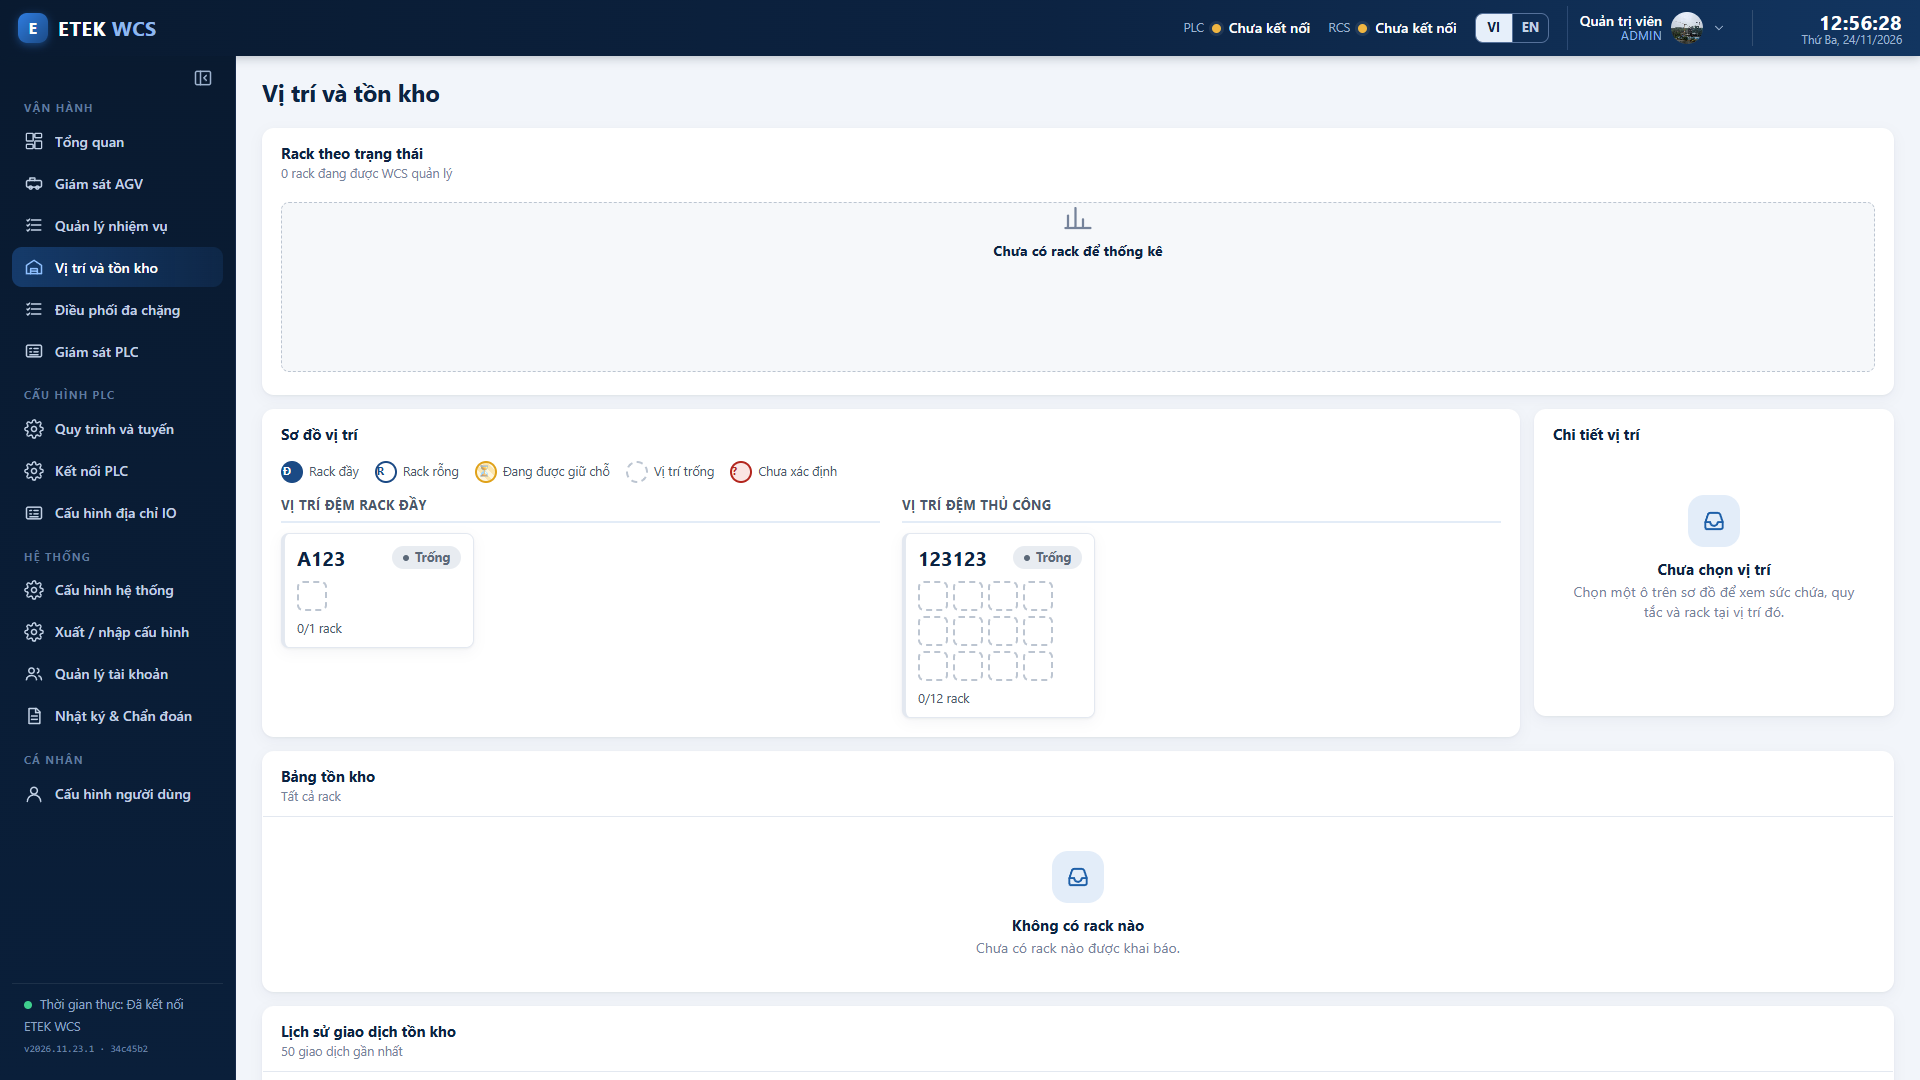 E ETEK WCS
PLC Chưa kết nối RCS Chưa kết nối VI EN
Quản trị viên
ADMIN
12:56:28
Thứ Ba, 24/11/2026
VẬN HÀNH
Tổng quan
Giám sát AGV
Quản lý nhiệm vụ
Vị trí và tồn kho
Điều phối đa chặng
Giám sát PLC
CẤU HÌNH PLC
Quy trình và tuyến
Kết nối PLC
Cấu hình địa chỉ IO
HỆ THỐNG
Cấu hình hệ thống
Xuất / nhập cấu hình
Quản lý tài khoản
Nhật ký & Chẩn đoán
CÁ NHÂN
Cấu hình người dùng
Thời gian thực: Đã kết nối
ETEK WCS
v2026.11.23.1 · 34c45b2
Vị trí và tồn kho
Rack theo trạng thái
0 rack đang được WCS quản lý
Chưa có rack để thống kê
Sơ đồ vị trí
Đ Rack đầy R Rack rỗng ⏳ Đang được giữ chỗ Vị trí trống ? Chưa xác định
VỊ TRÍ ĐỆM RACK ĐẦY
A123 Trống
0/1 rack
VỊ TRÍ ĐỆM THỦ CÔNG
123123 Trống
0/12 rack
Chi tiết vị trí
Chưa chọn vị trí
Chọn một ô trên sơ đồ để xem sức chứa, quy
tắc và rack tại vị trí đó.
Bảng tồn kho
Tất cả rack
Không có rack nào
Chưa có rack nào được khai báo.
Lịch sử giao dịch tồn kho
50 giao dịch gần nhất